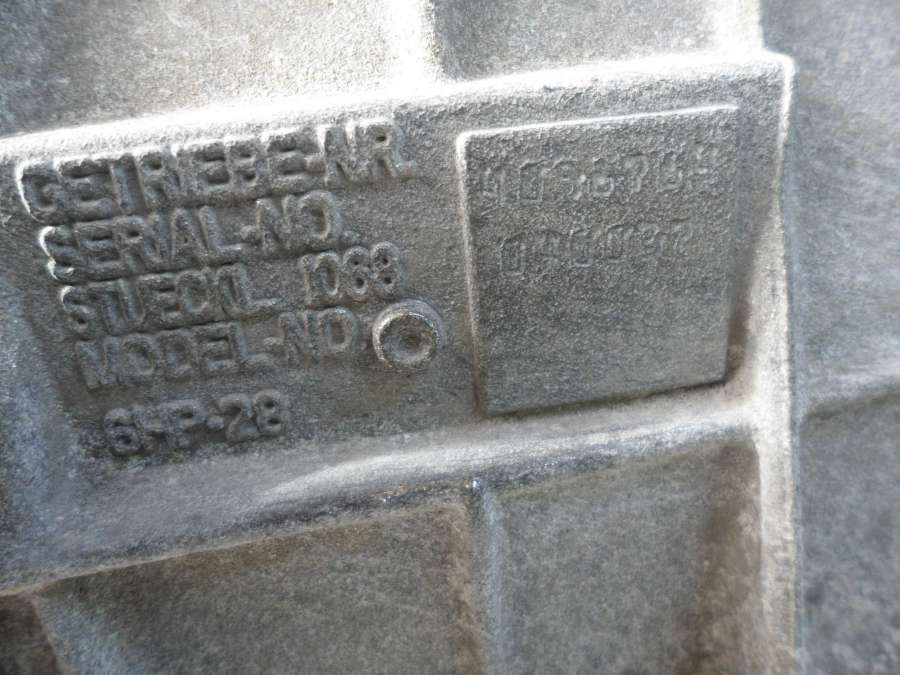 GETRIEBE-NR.
SERIAL-NO.
STUECKL. 1068
MODEL-NO.
6HP-28